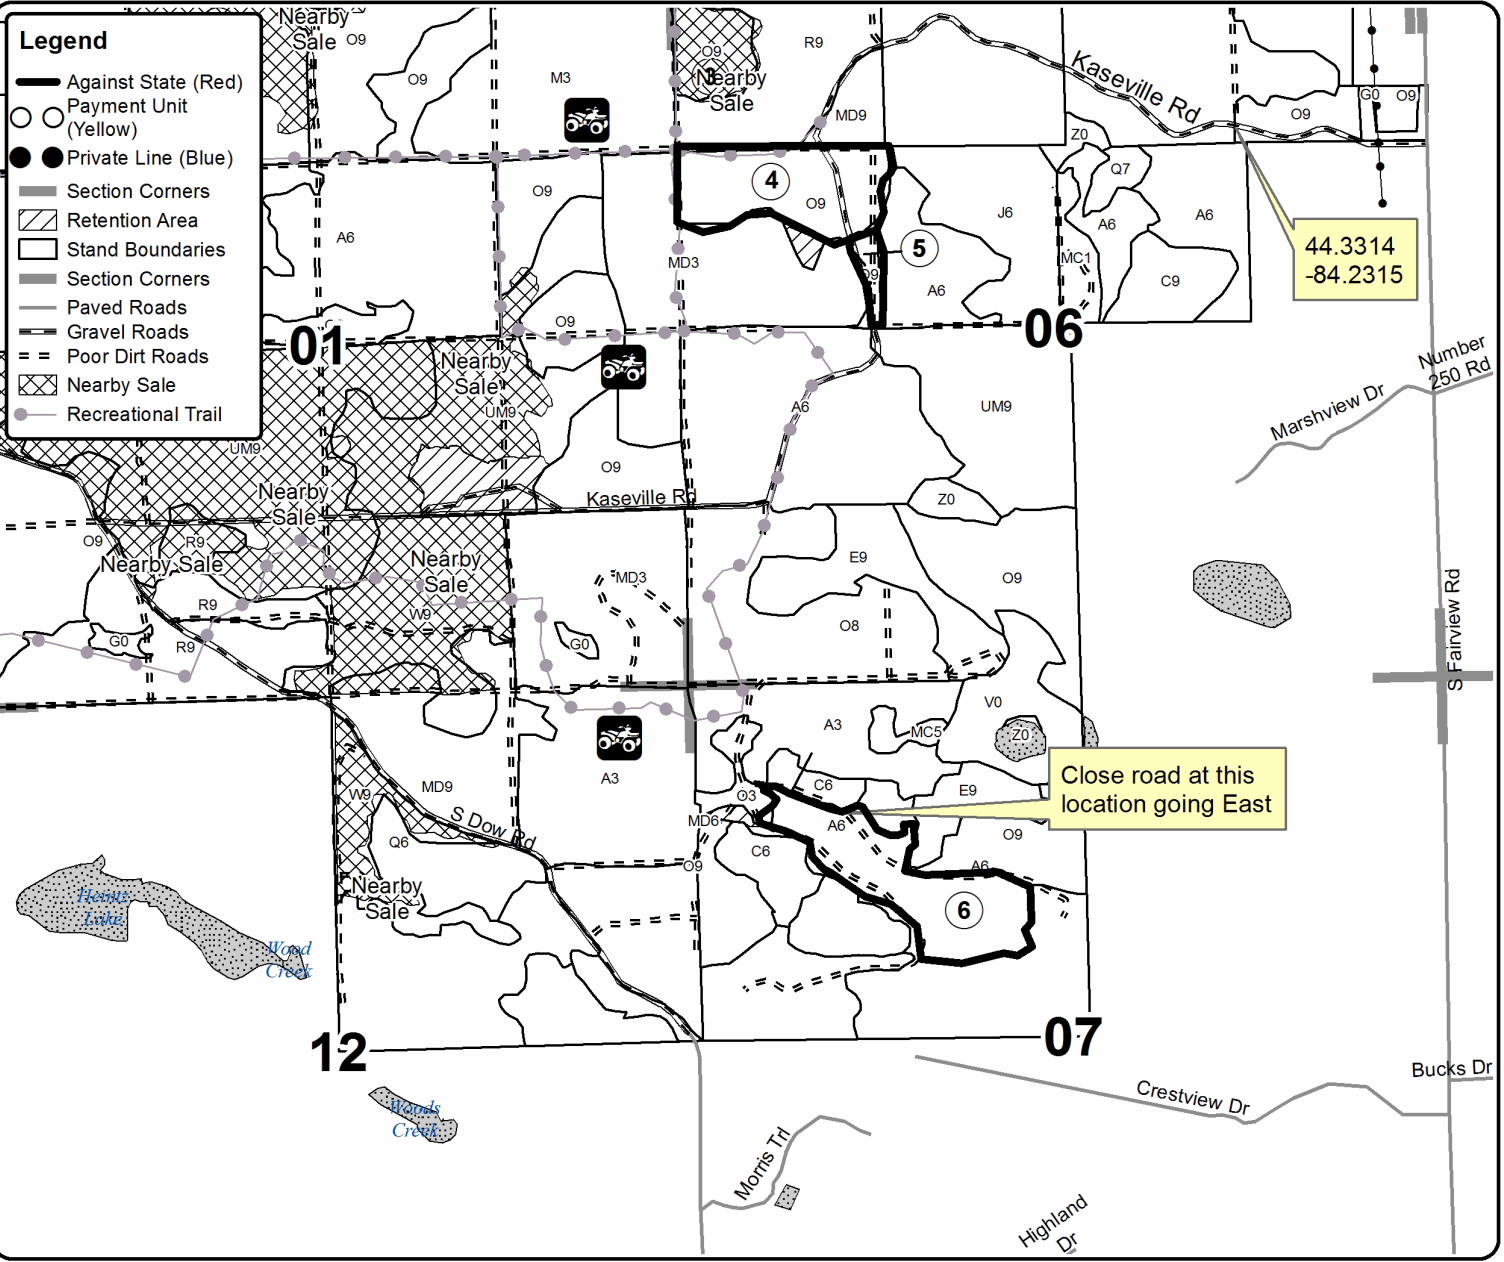 Legend
Against State (Red)
Payment Unit
(Yellow)
Private Line (Blue)
Section Corners
Retention Area
Stand Boundaries
Section Corners
Paved Roads
Gravel Roads
Poor Dirt Roads
Nearby Sale
Recreational Trail
Nearby
Sale
O9
O9
M3
O9
3
Nearby
Sale
R9
MD9
Kaseville Rd
G0
O9
O9
Z0
Q7
A6
A6
J6
MC1
C9
44.3314
-84.2315
4
O9
O9
A6
MD3
5
O9
A6
O9
01
06
Nearby
Sale
UM9
UM9
A6
UM9
Number
250 Rd
Marshview Dr
O9
Kaseville Rd
Z0
Nearby
Sale
O9
R9
Nearby Sale
Nearby
Sale
MD3
E9
O9
R9
W9
O8
S Fairview Rd
G0
R9
G0
V0
A3
MC5
Z0
A3
MD9
W9
O3
C6
E9
Close road at this
location going East
MD6
A6
S Dow Rd
Q6
C6
O9
O9
A6
Nearby
Sale
6
Wood
Creek
12
07
Bucks Dr
Crestview Dr
Woods
Creek
Morris Trl
Highland
Dr